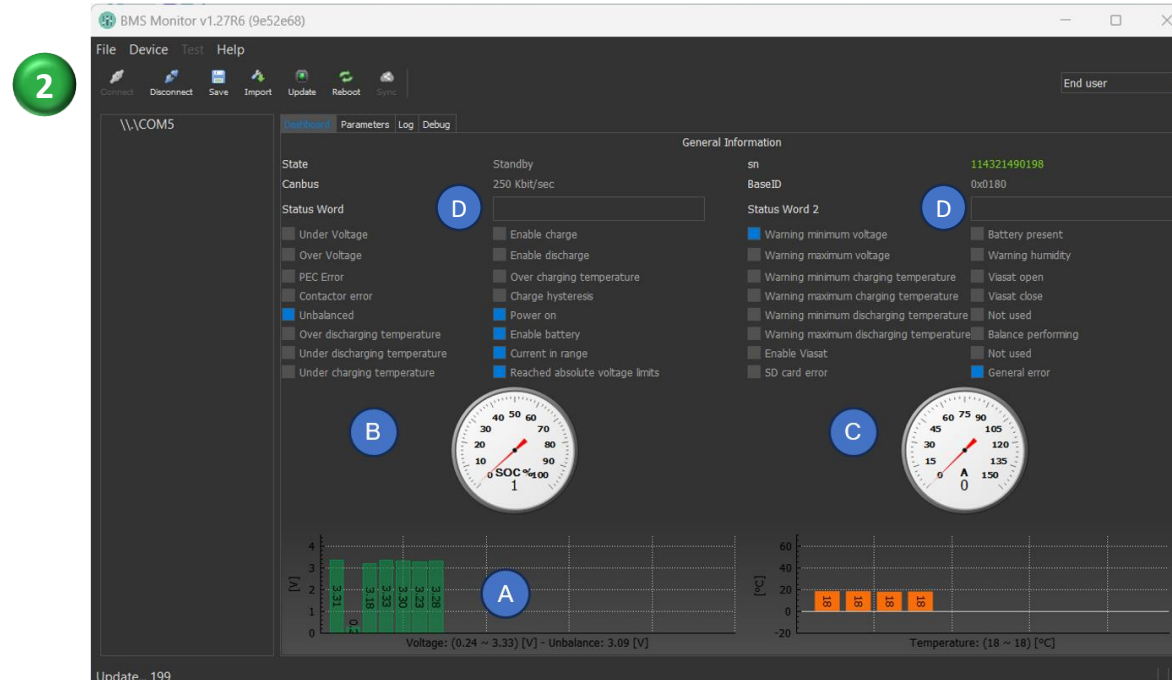 BMS Monitor v1.27R6 (9e52e68)
File Device Test Help
2
Connect Disconnect Save Import Update Reboot Sync
End user
\\.\COM5
Dashboard Parameters Log Debug
General Information
State Standby sn 114321490198
Canbus 250 Kbit/sec BaseID 0x0180
Status Word D Status Word 2 D
Under Voltage Enable charge Warning minimum voltage Battery present
Over Voltage Enable discharge Warning maximum voltage Warning humidity
PEC Error Over charging temperature Warning minimum charging temperature Viasat open
Contactor error Charge hysteresis Warning maximum charging temperature Viasat close
Unbalanced Power on Warning minimum discharging temperature Not used
Over discharging temperature Enable battery Warning maximum discharging temperature Balance performing
Under discharging temperature Current in range Enable Viasat Not used
Under charging temperature Reached absolute voltage limits SD card error General error
B
0 10 20 30 40 50 60 70 80 90 100
SOC %
1
C
0 15 30 45 60 75 90 105 120 135 150
A
0
[V]
4
3
2
1
0
3.31 3.18 3.33 3.30 3.23 3.28
A
Voltage: (0.24 ~ 3.33) [V] - Unbalance: 3.09 [V]
[ºC]
60
40
20
0
-20
18 18 18 18
Temperature: (18 ~ 18) [ºC]
Update.. 199